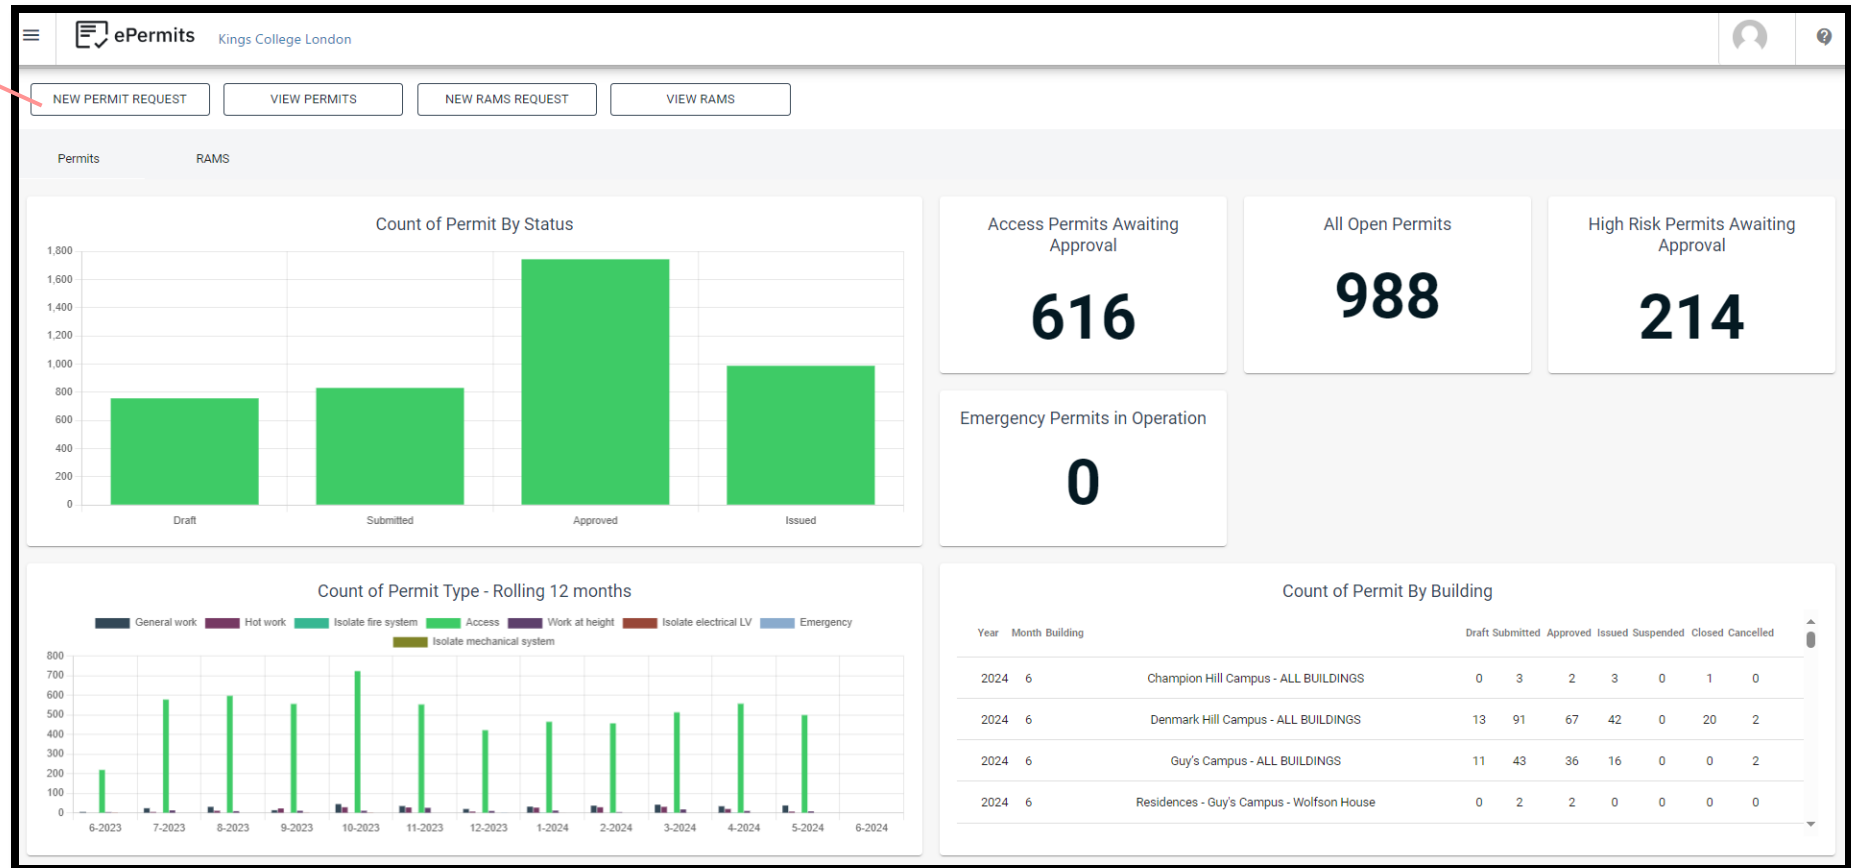 ePermits Kings College London
NEW PERMIT REQUEST VIEW PERMITS NEW RAMS REQUEST VIEW RAMS
Permits RAMS
Count of Permit By Status
1,800
1,600
1,400
1,200
1,000
800
600
400
200
0
Draft Submitted Approved Issued
Access Permits Awaiting
Approval
616
All Open Permits
988
High Risk Permits Awaiting
Approval
214
Emergency Permits in Operation
0
Count of Permit Type - Rolling 12 months
General work Hot work Isolate fire system Access Work at height Isolate electrical LV Emergency
Isolate mechanical system
800
700
600
500
400
300
200
100
0
6-2023 7-2023 8-2023 9-2023 10-2023 11-2023 12-2023 1-2024 2-2024 3-2024 4-2024 5-2024 6-2024
Count of Permit By Building
Year Month Building Draft Submitted Approved Issued Suspended Closed Cancelled
2024 6 Champion Hill Campus - ALL BUILDINGS 0 3 2 3 0 1 0
2024 6 Denmark Hill Campus - ALL BUILDINGS 13 91 67 42 0 20 2
2024 6 Guy's Campus - ALL BUILDINGS 11 43 36 16 0 0 2
2024 6 Residences - Guy's Campus - Wolfson House 0 2 2 0 0 0 0